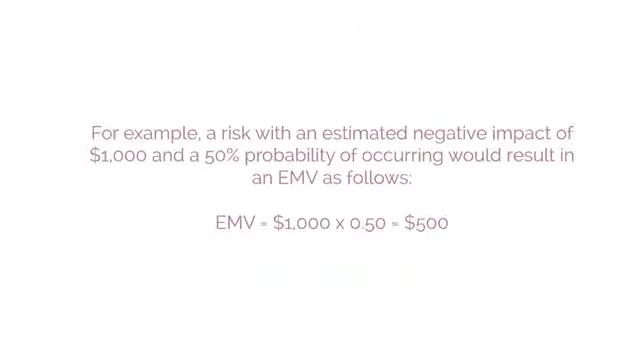 For example, a risk with an estimated negative impact of
$1,000 and a 50% probability of occurring would result in
an EMV as follows:
EMV = $1,000 x 0.50 = $500